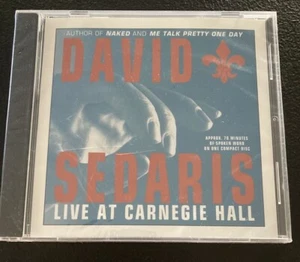 AUTHOR OF NAKED AND ME TALK PRETTY ONE DAY
DAVID
APPROX. 70 MINUTES
OF SPOKEN WORD
ON ONE COMPACT DISC
SEDARIS
LIVE AT CARNEGIE HALL